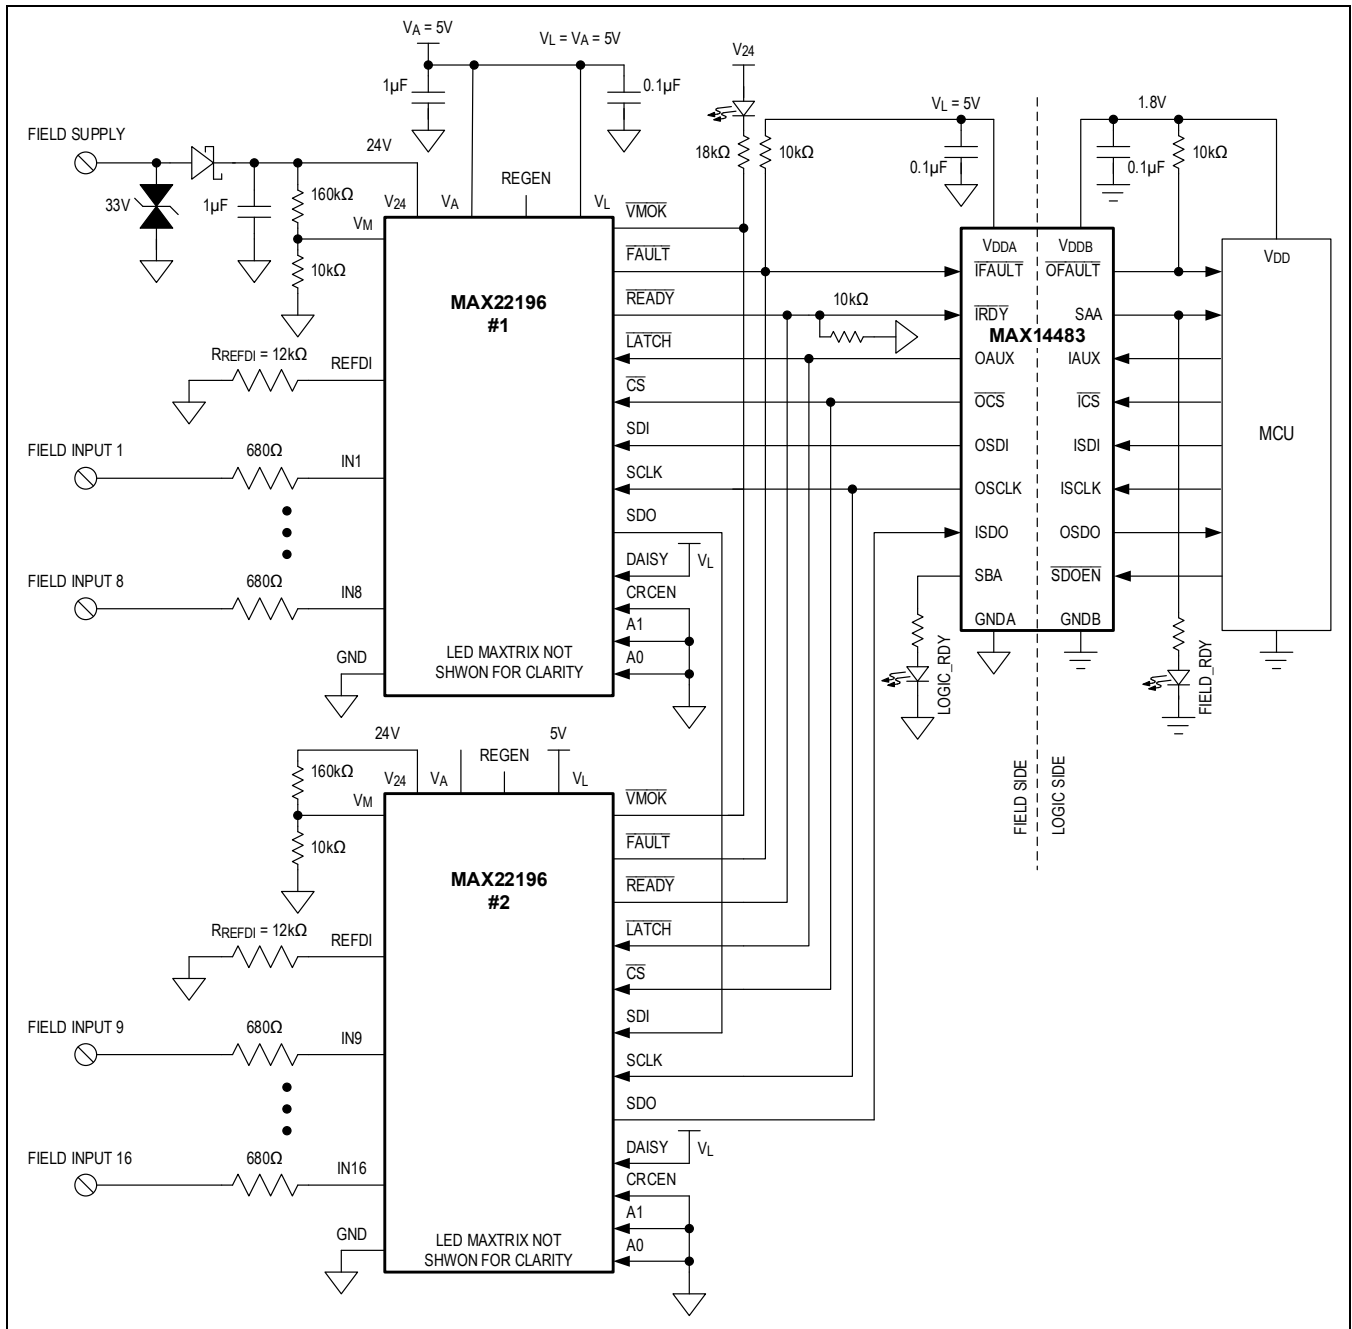 VA = 5V
VL = VA = 5V
V24
1µF
0.1µF
VL = 5V
1.8V
FIELD SUPPLY
24V
18kΩ
10kΩ
0.1µF
0.1µF
10kΩ
33V
1µF
160kΩ
10kΩ
V24
VA
REGEN
VL
VM
VMOK
FAULT
READY
LATCH
CS
SDI
SCLK
SDO
DAISY
VL
CRCEN
A1
A0
MAX22196
#1
RREFDI = 12kΩ
REFDI
FIELD INPUT 1
680Ω
IN1
FIELD INPUT 8
680Ω
IN8
GND
LED MAXTRIX NOT
SHWON FOR CLARITY
10kΩ
VDDA
VDDB
IFAULT
OFAULT
IRDY
SAA
MAX14483
OAUX
IAUX
OCS
ICS
OSDI
ISDI
OSCLK
ISCLK
ISDO
OSDO
SBA
SDOEN
GNDA
GNDB
VDD
MCU
LOGIC_RDY
FIELD_RDY
FIELD SIDE
LOGIC SIDE
24V
160kΩ
10kΩ
V24
VA
REGEN
5V
VL
VM
VMOK
FAULT
READY
LATCH
CS
SDI
SCLK
SDO
DAISY
VL
CRCEN
A1
A0
MAX22196
#2
RREFDI = 12kΩ
REFDI
FIELD INPUT 9
680Ω
IN9
FIELD INPUT 16
680Ω
IN16
GND
LED MAXTRIX NOT
SHWON FOR CLARITY